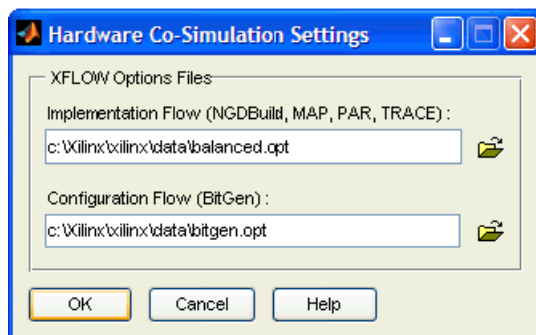 Hardware Co-Simulation Settings
XFLOW Options Files
Implementation Flow (NGDBuild, MAP, PAR, TRACE) :
c:\Xilinx\xilinx\data\balanced.opt
Configuration Flow (BitGen) :
c:\Xilinx\xilinx\data\bitgen.opt
OK Cancel Help